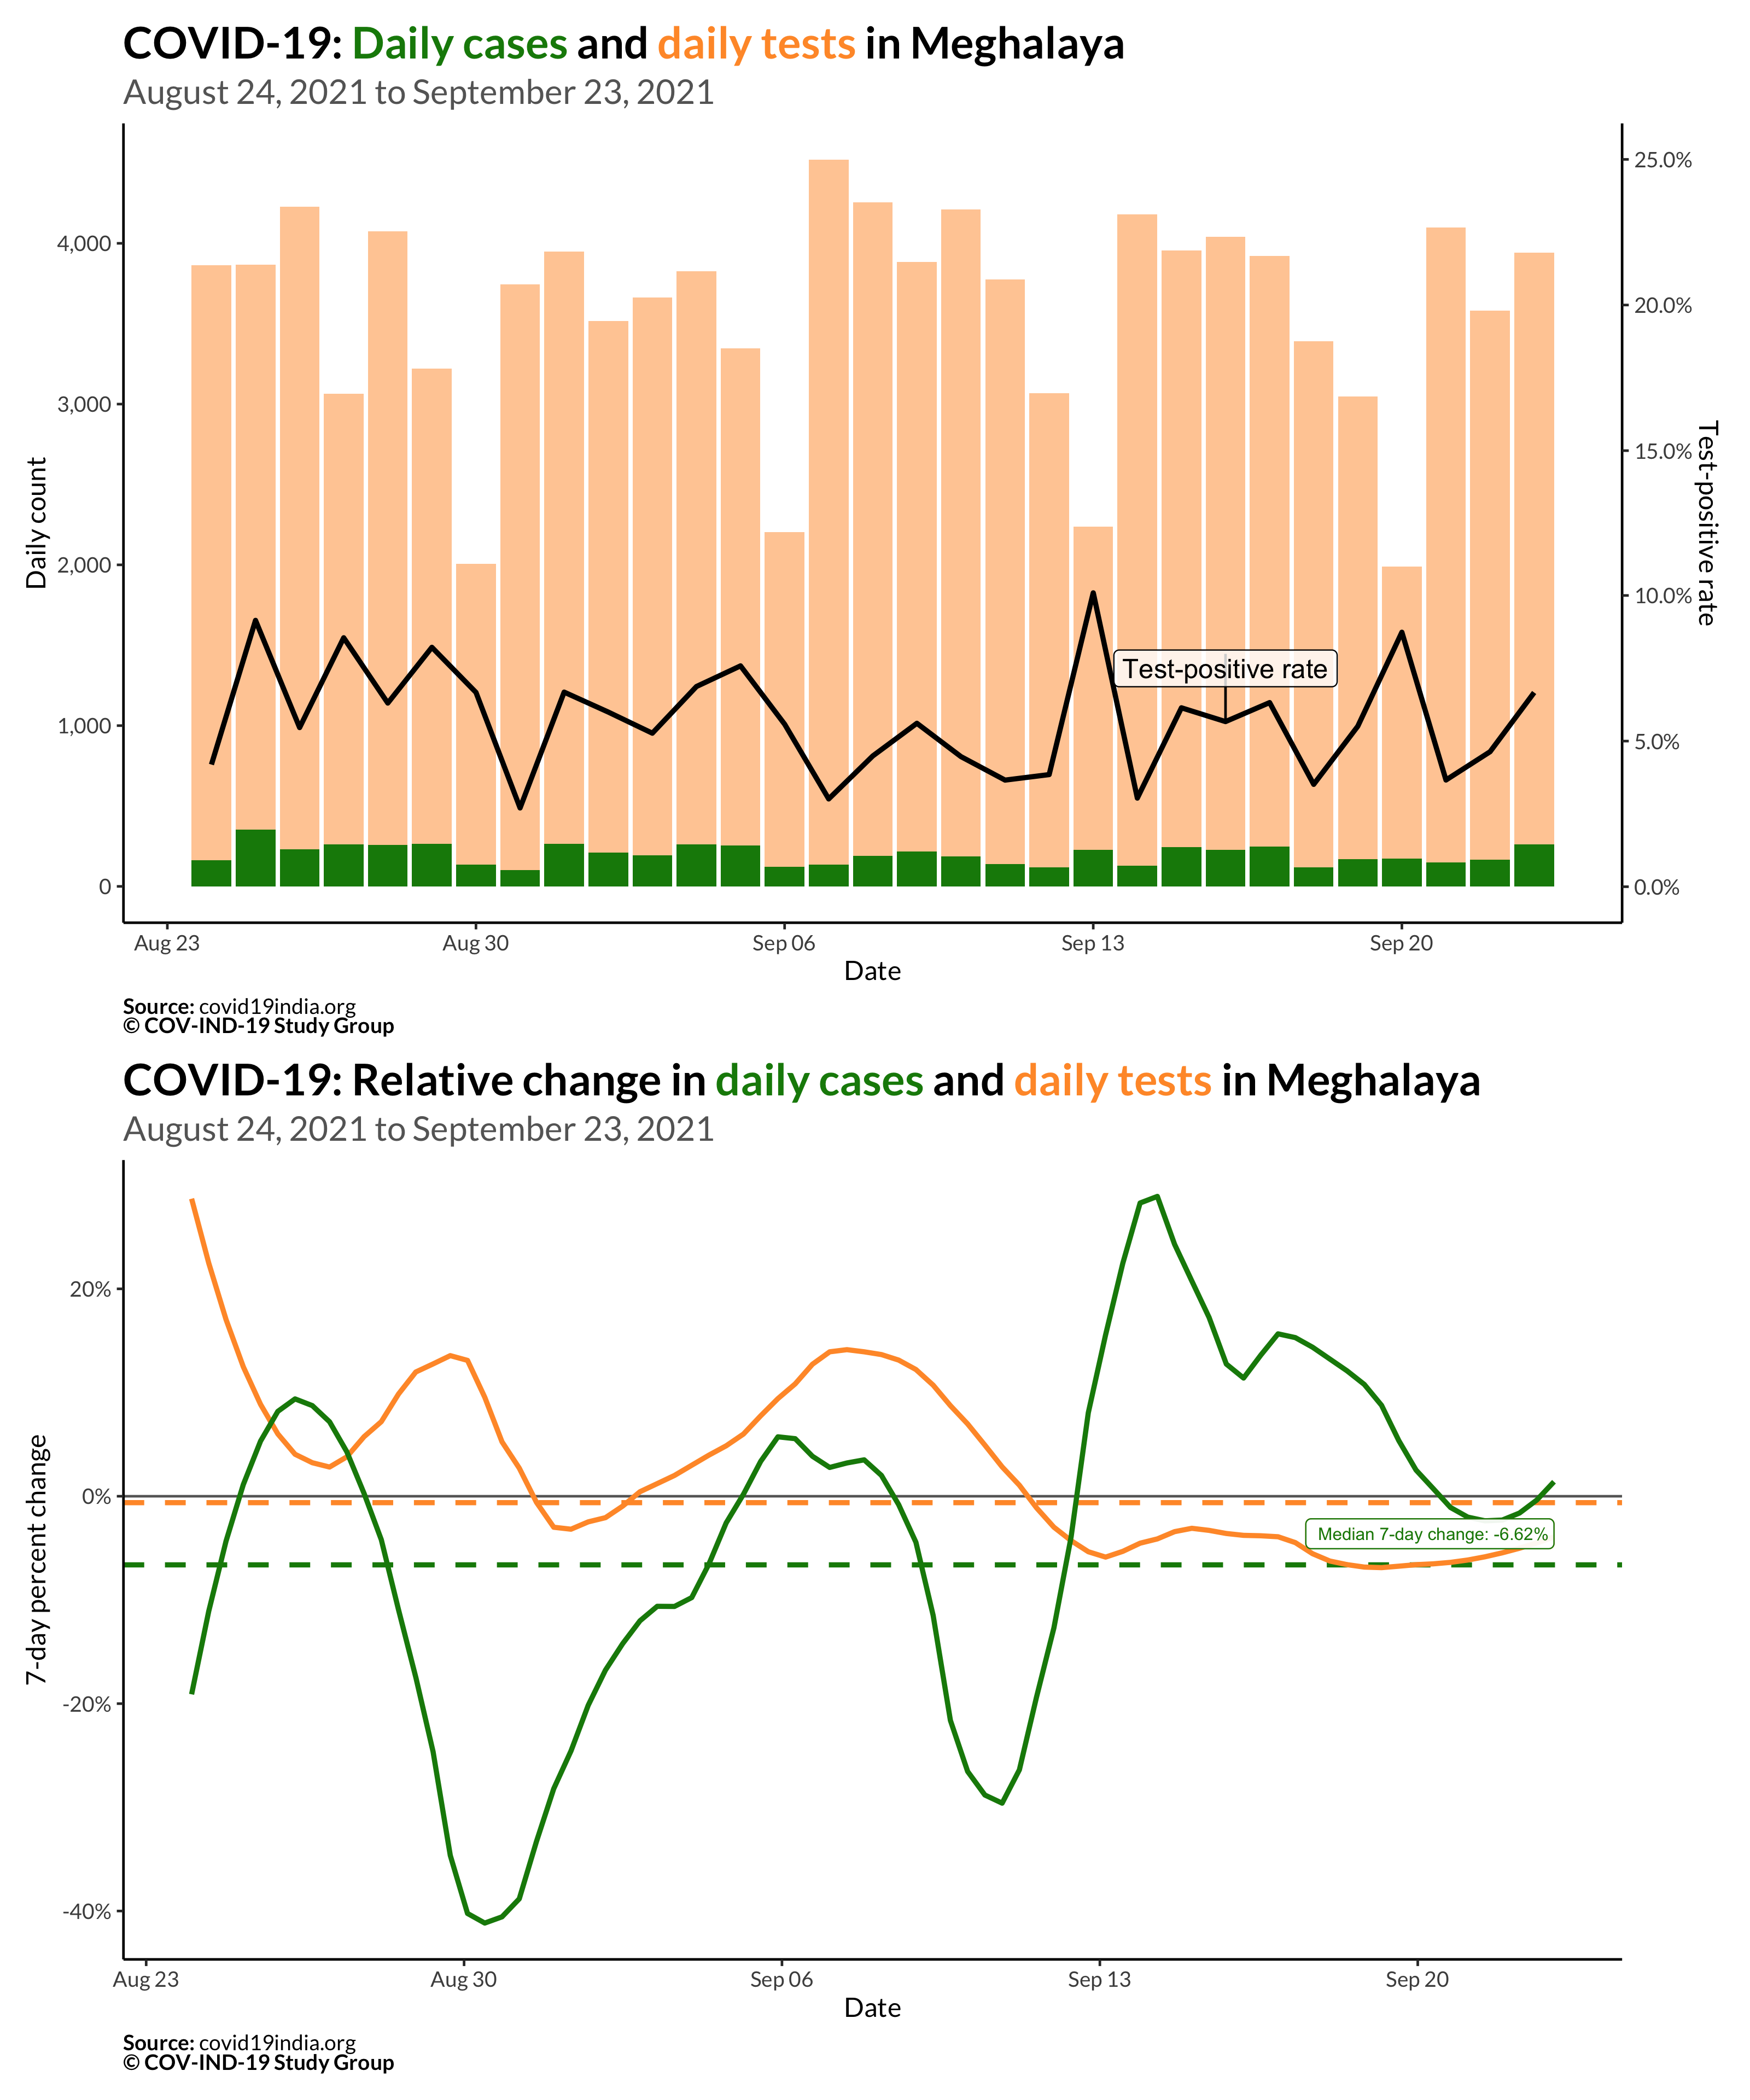 COVID-19: Daily cases and daily tests in Meghalaya
August 24, 2021 to September 23, 2021
25.0%
4,000
20.0%
3,000
15.0%
Test-positive rate
Daily count
2,000
10.0%
Test-positive rate
1,000
5.0%
0
0.0%
Aug 23 Aug 30 Sep 06 Sep 13 Sep 20
Date
Source: covid19india.org
© COV-IND-19 Study Group
COVID-19: Relative change in daily cases and daily tests in Meghalaya
August 24, 2021 to September 23, 2021
20%
7-day percent change
0%
Median 7-day change: -6.62%
-20%
-40%
Aug 23 Aug 30 Sep 06 Sep 13 Sep 20
Date
Source: covid19india.org
© COV-IND-19 Study Group